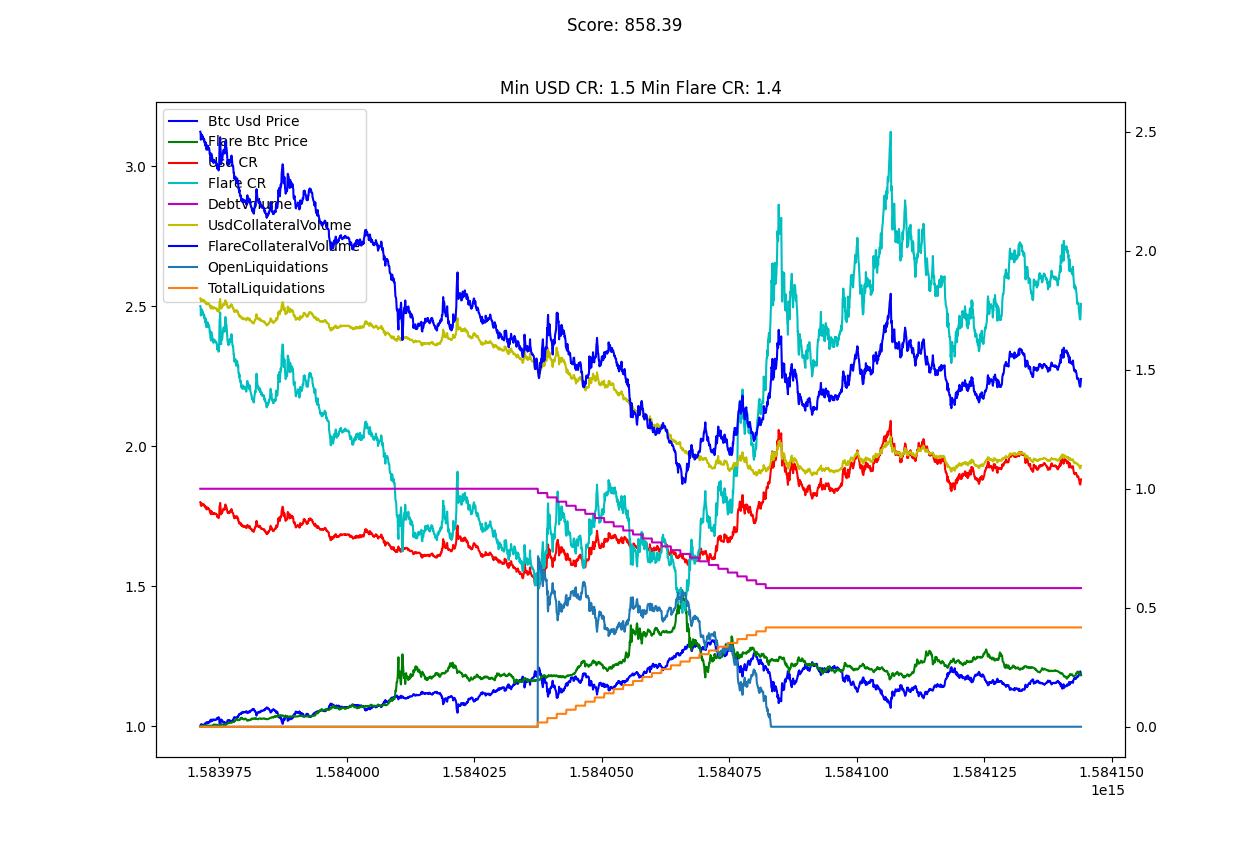 Score: 858.39
Min USD CR: 1.5 Min Flare CR: 1.4
Btc Usd Price
Flare Btc Price
Usd CR
Flare CR
DebtVolume
UsdCollateralVolume
FlareCollateralVolume
OpenLiquidations
TotalLiquidations
3.0
2.5
2.0
1.5
1.0
2.5
2.0
1.5
1.0
0.5
0.0
1.583975
1.584000
1.584025
1.584050
1.584075
1.584100
1.584125
1.584150
1e15